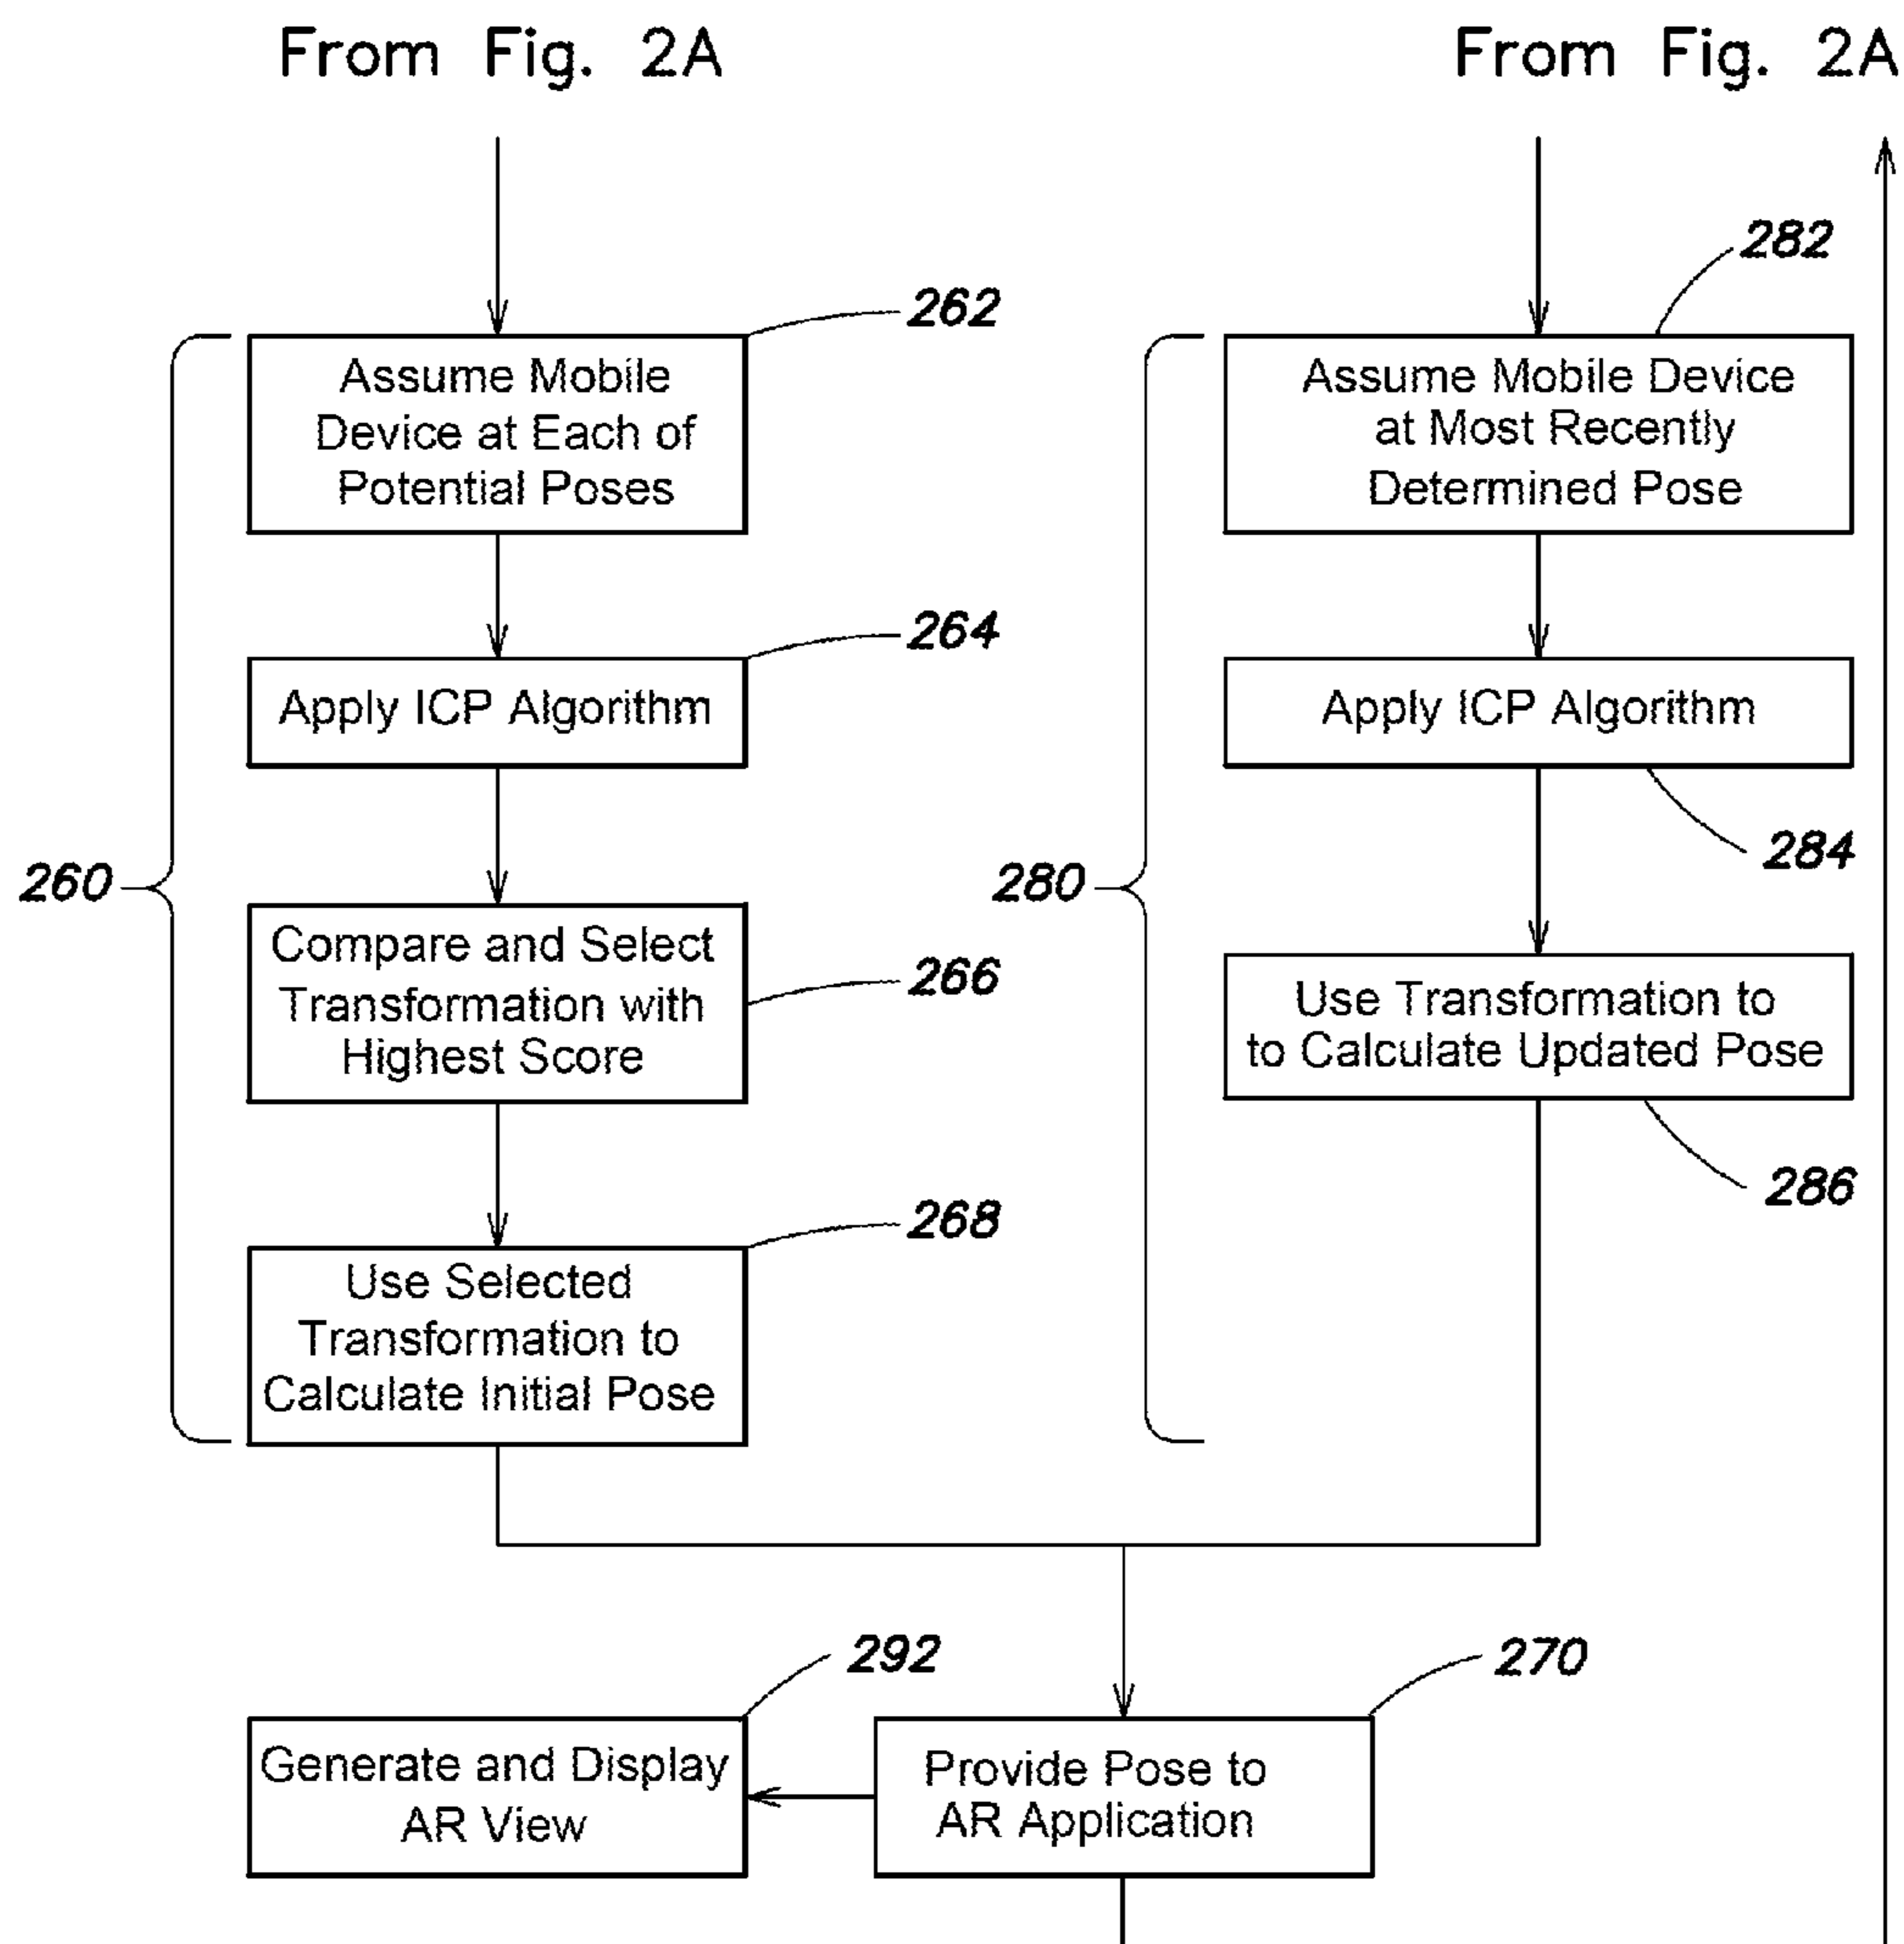 From Fig. 2A
From Fig. 2A
282
262
Assume Mobile
Device at Each of
Potential Poses
Assume Mobile Device
at Most Recently
Determined Pose
264
Apply ICP Algorithm
Apply ICP Algorithm
284
260
280
Compare and Select
Transformation with
Highest Score
266
Use Transformation to
to Calculate Updated Pose
286
268
Use Selected
Transformation to
Calculate Initial Pose
292
270
Generate and Display
AR View
Provide Pose to
AR Application